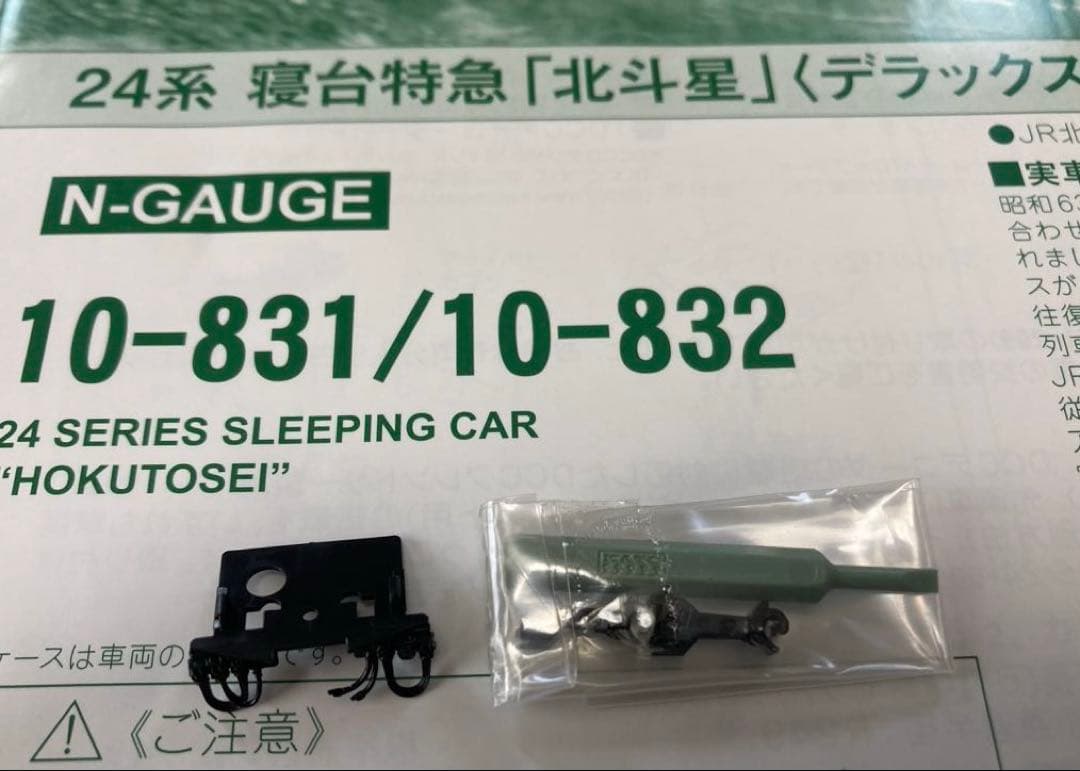 24系 寝台特急「北斗星」〈デラックス
N-GAUGE
10-831/10-832
24 SERIES SLEEPING CAR
“HOKUTOSEI”
●JR北
■実車
昭和6
合わせ
れまし
スが
往復
列車
JR
従
ケースは車両の
です。
《ご注意》